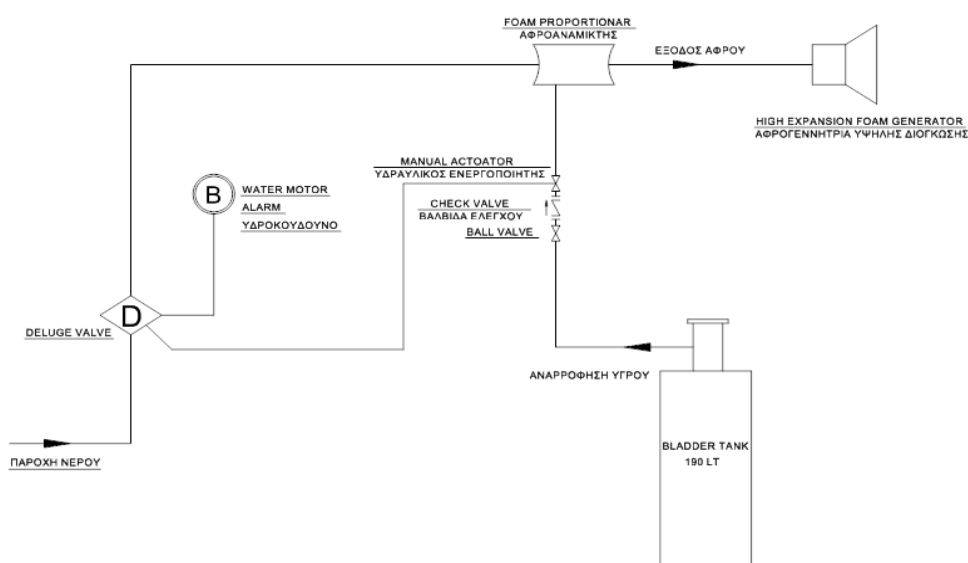 FOAM PROPORTIONAR
ΑΦΡΟΑΝΑΜΙΚΤΗΣ
ΕΞΟΔΟΣ ΑΦΡΟΥ
HIGH EXPANSION FOAM GENERATOR
ΑΦΡΟΓΕΝΝΗΤΡΙΑ ΥΨΗΛΗΣ ΔΙΟΓΚΩΣΗΣ
MANUAL ACTOATOR
ΥΔΡΑΥΛΙΚΟΣ ΕΝΕΡΓΟΠΟΙΗΤΗΣ
CHECK VALVE
ΒΑΛΒΙΔΑ ΕΛΕΓΧΟΥ
BALL VALVE
B
WATER MOTOR
ALARM
ΥΔΡΟΚΟΥΔΟΥΝΟ
D
DELUGE VALVE
ΑΝΑΡΡΟΦΗΣΗ ΥΓΡΟΥ
BLADDER TANK
190 LT
ΠΑΡΟΧΗ ΝΕΡΟΥ